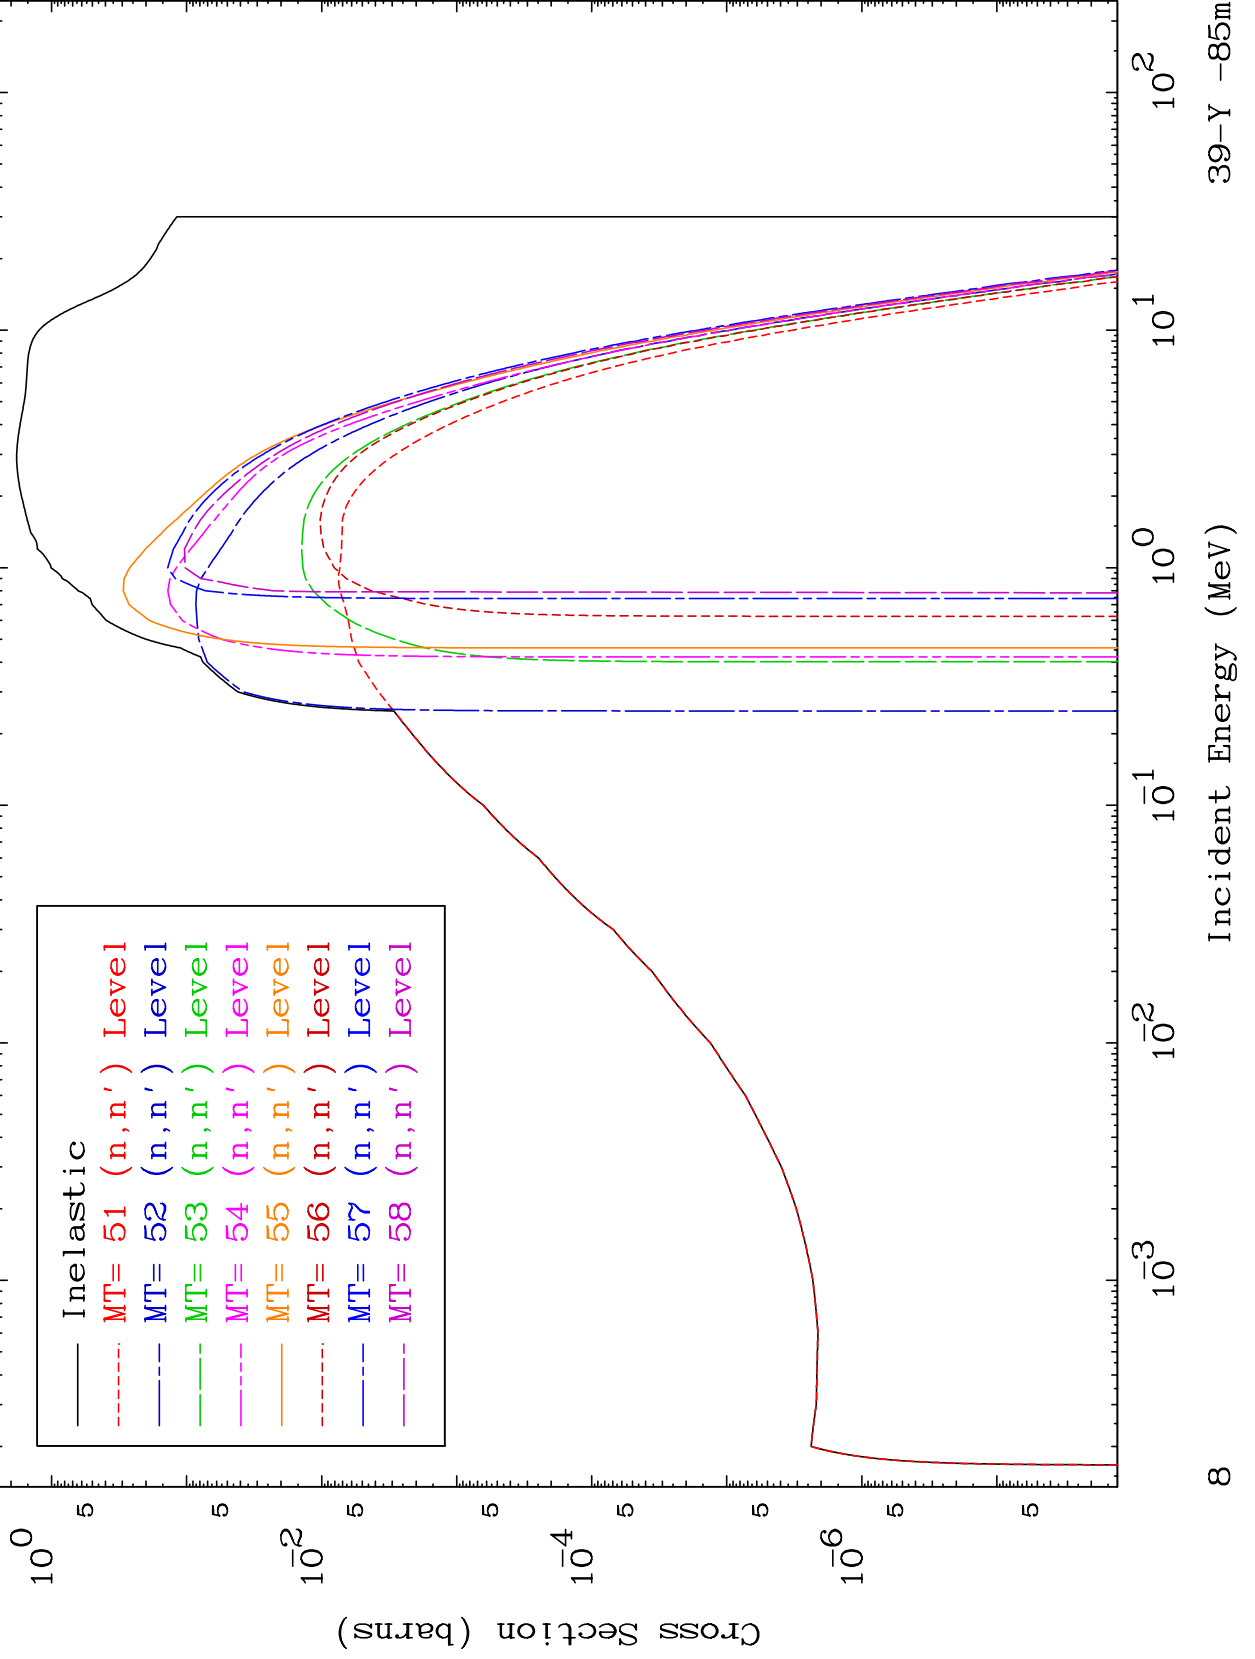 Inelastic
MT= 51 (n,n') Level
MT= 52 (n,n') Level
MT= 53 (n,n') Level
MT= 54 (n,n') Level
MT= 55 (n,n') Level
MT= 56 (n,n') Level
MT= 57 (n,n') Level
MT= 58 (n,n') Level
Cross Section (barns)
10^0
5
5
10^-2
5
5
10^-4
5
5
10^-6
5
5
10^-3
10^-2
10^-1
10^0
10^1
10^2
Incident Energy (MeV)
8
39-Y -85m